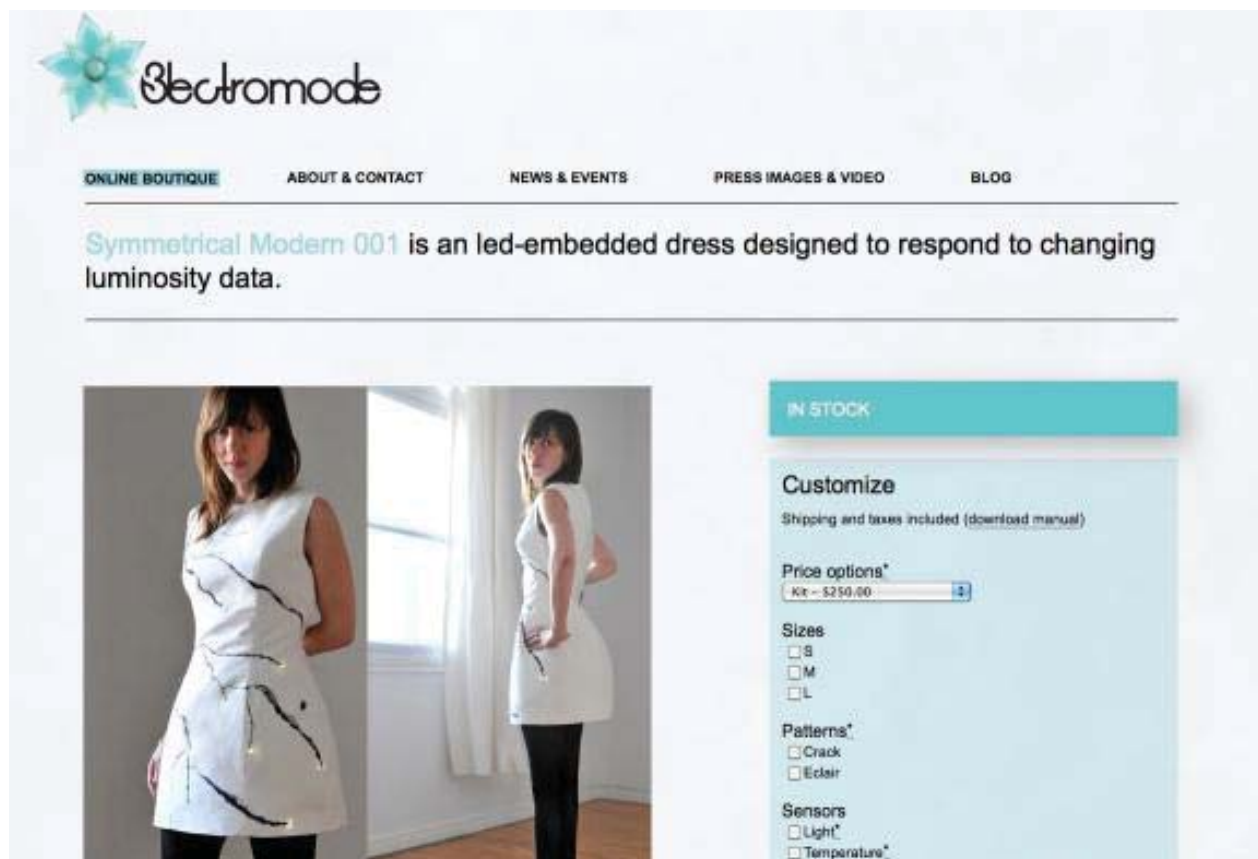 3lectromode
ONLINE BOUTIQUE ABOUT & CONTACT NEWS & EVENTS PRESS IMAGES & VIDEO BLOG
Symmetrical Modern 001 is an led-embedded dress designed to respond to changing
luminosity data.
IN STOCK
Customize
Shipping and taxes included (download manual)
Price options*
Kit - $250.00
Sizes
S
M
L
Patterns*
Crack
Eclair
Sensors
Light*
Temperature*